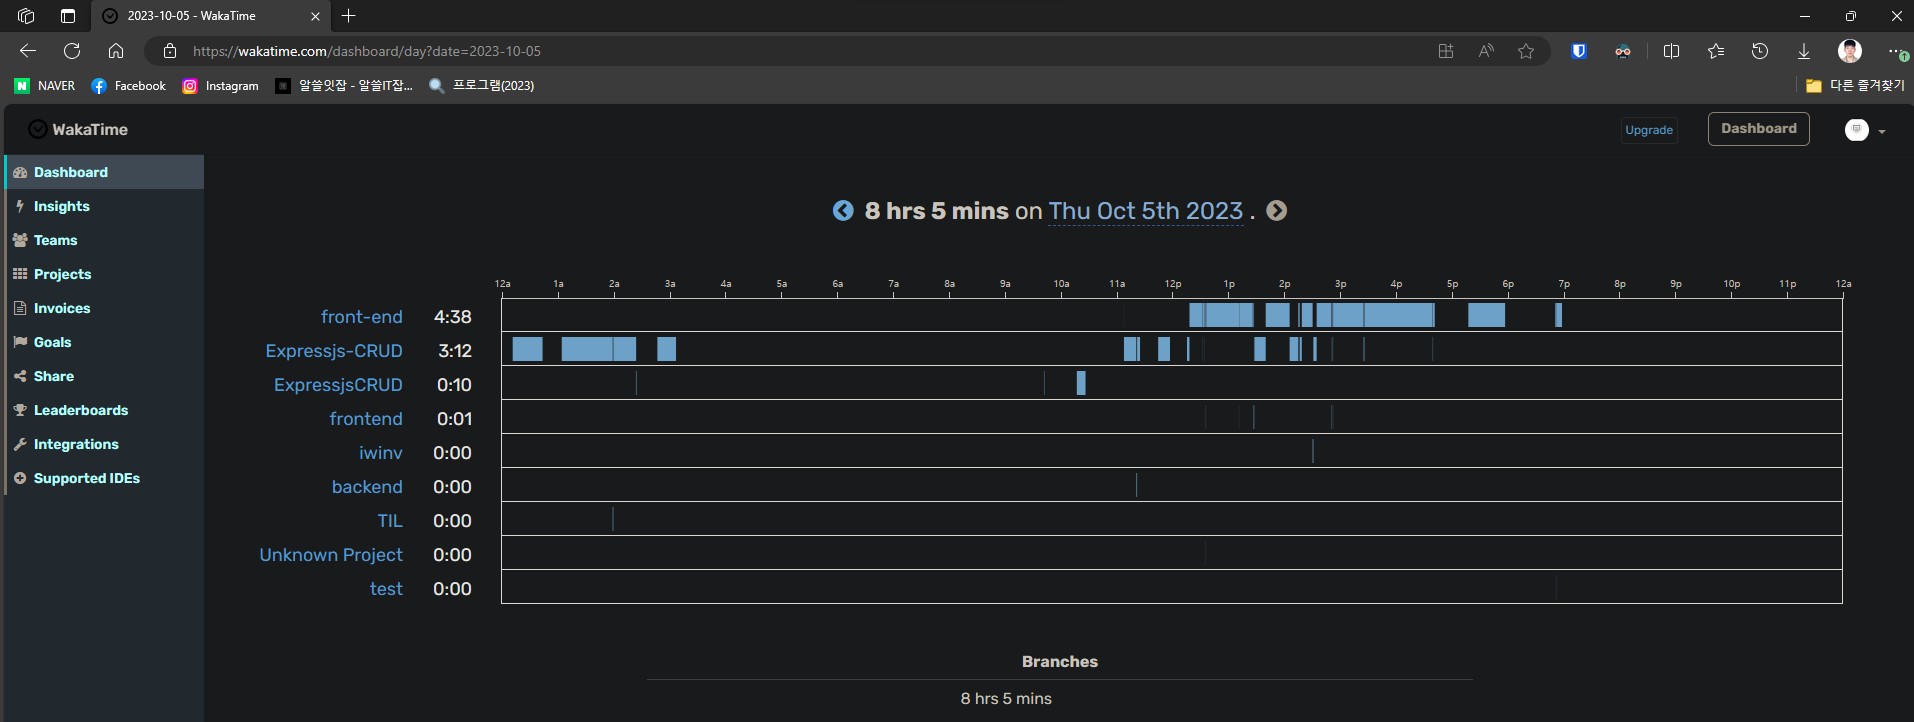 2023-10-05 - WakaTime
https://wakatime.com/dashboard/day?date=2023-10-05
NAVER Facebook Instagram 알쓸잇잡 - 알쓸IT잡... 프로그램(2023) 다른 즐겨찾기
WakaTime Upgrade Dashboard
Dashboard
Insights
Teams
Projects
Invoices
Goals
Share
Leaderboards
Integrations
Supported IDEs
8 hrs 5 mins on Thu Oct 5th 2023 .
12a 1a 2a 3a 4a 5a 6a 7a 8a 9a 10a 11a 12p 1p 2p 3p 4p 5p 6p 7p 8p 9p 10p 11p 12a
front-end 4:38
Expressjs-CRUD 3:12
ExpressjsCRUD 0:10
frontend 0:01
iwinv 0:00
backend 0:00
TIL 0:00
Unknown Project 0:00
test 0:00
Branches
8 hrs 5 mins